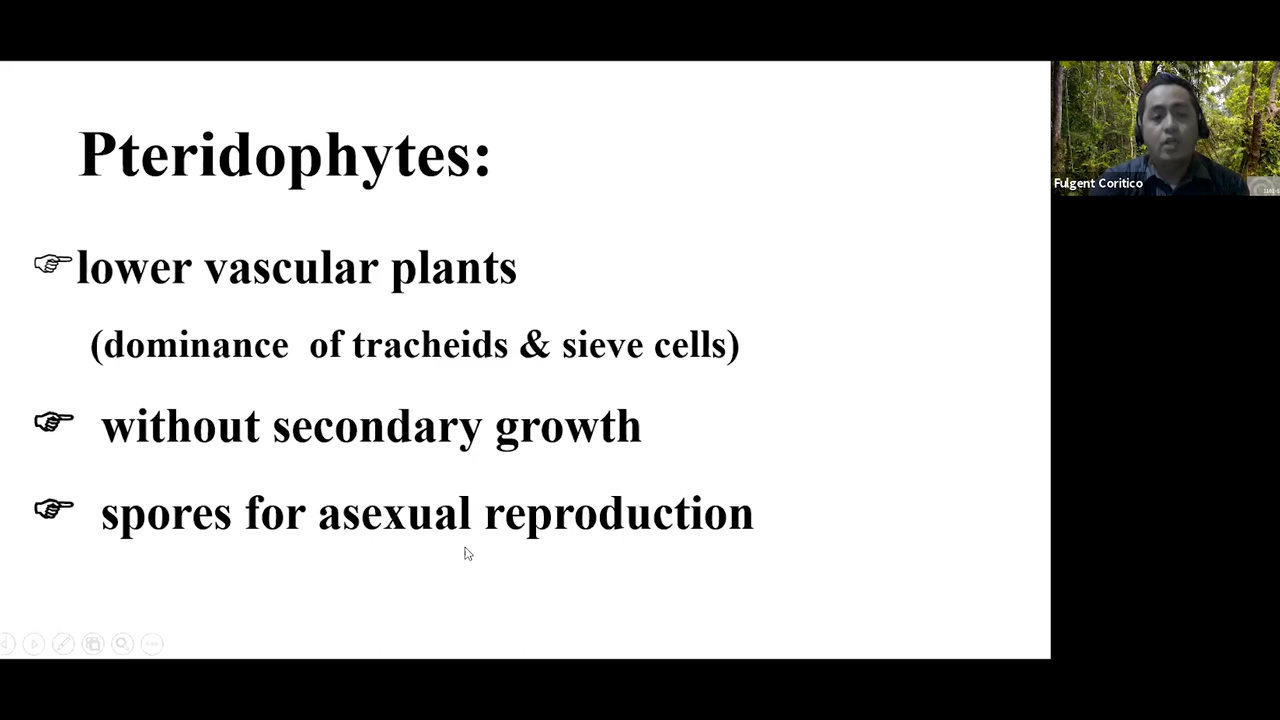 Pteridophytes:
lower vascular plants
(dominance of tracheids & sieve cells)
without secondary growth
spores for asexual reproduction
Fulgent Coritico